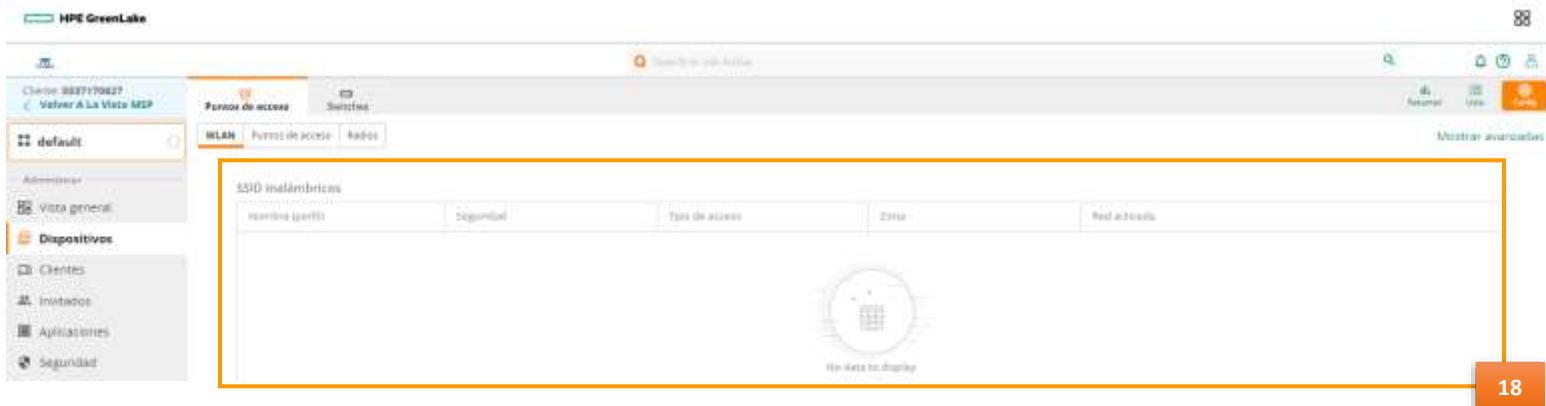 HPE GreenLake
Volver A La Vista MSP
Puntos de acceso
Switches
Config
default
WLAN
Puntos de acceso
Radios
Mostrar avanzadas
Administrar
Vista general
Dispositivos
Clientes
Invitados
Aplicaciones
Seguridad
SSID inalámbricos
Nombre (perfil)
Seguridad
Tipo de acceso
Zona
Red activada
No data to display
18